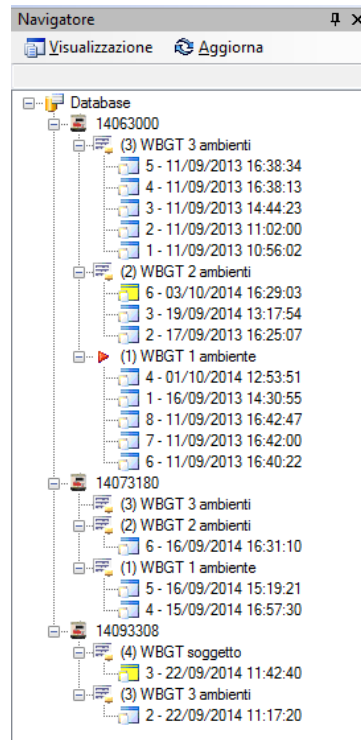 Navigatore
Visualizzazione Aggiorna
Database
14063000
(3) WBGT 3 ambienti
5 - 11/09/2013 16:38:34
4 - 11/09/2013 16:38:13
3 - 11/09/2013 14:44:23
2 - 11/09/2013 11:02:00
1 - 11/09/2013 10:56:02
(2) WBGT 2 ambienti
6 - 03/10/2014 16:29:03
3 - 19/09/2014 13:17:54
2 - 17/09/2013 16:25:07
(1) WBGT 1 ambiente
4 - 01/10/2014 12:53:51
1 - 16/09/2013 14:30:55
8 - 11/09/2013 16:42:47
7 - 11/09/2013 16:42:00
6 - 11/09/2013 16:40:22
14073180
(3) WBGT 3 ambienti
(2) WBGT 2 ambienti
6 - 16/09/2014 16:31:10
(1) WBGT 1 ambiente
5 - 16/09/2014 15:19:21
4 - 15/09/2014 16:57:30
14093308
(4) WBGT soggetto
3 - 22/09/2014 11:42:40
(3) WBGT 3 ambienti
2 - 22/09/2014 11:17:20